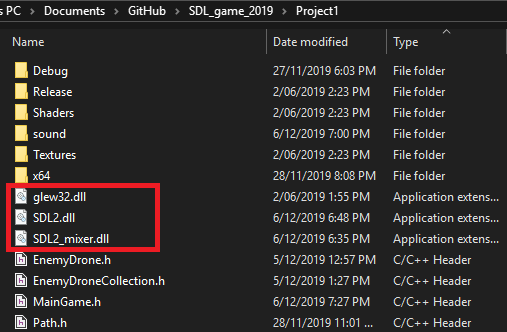 s PC > Documents > GitHub > SDL_game_2019 > Project1
Name Date modified Type
Debug 27/11/2019 6:03 PM File folder
Release 2/06/2019 2:23 PM File folder
Shaders 2/06/2019 2:23 PM File folder
sound 6/12/2019 7:00 PM File folder
Textures 2/06/2019 2:23 PM File folder
x64 28/11/2019 8:08 PM File folder
glew32.dll 2/06/2019 1:55 PM Application extens...
SDL2.dll 6/12/2019 6:48 PM Application extens...
SDL2_mixer.dll 6/12/2019 6:35 PM Application extens...
EnemyDrone.h 5/12/2019 12:57 PM C/C++ Header
EnemyDroneCollection.h 5/12/2019 1:27 PM C/C++ Header
MainGame.h 6/12/2019 7:27 PM C/C++ Header
Path.h 28/11/2019 11:01 ... C/C++ Header